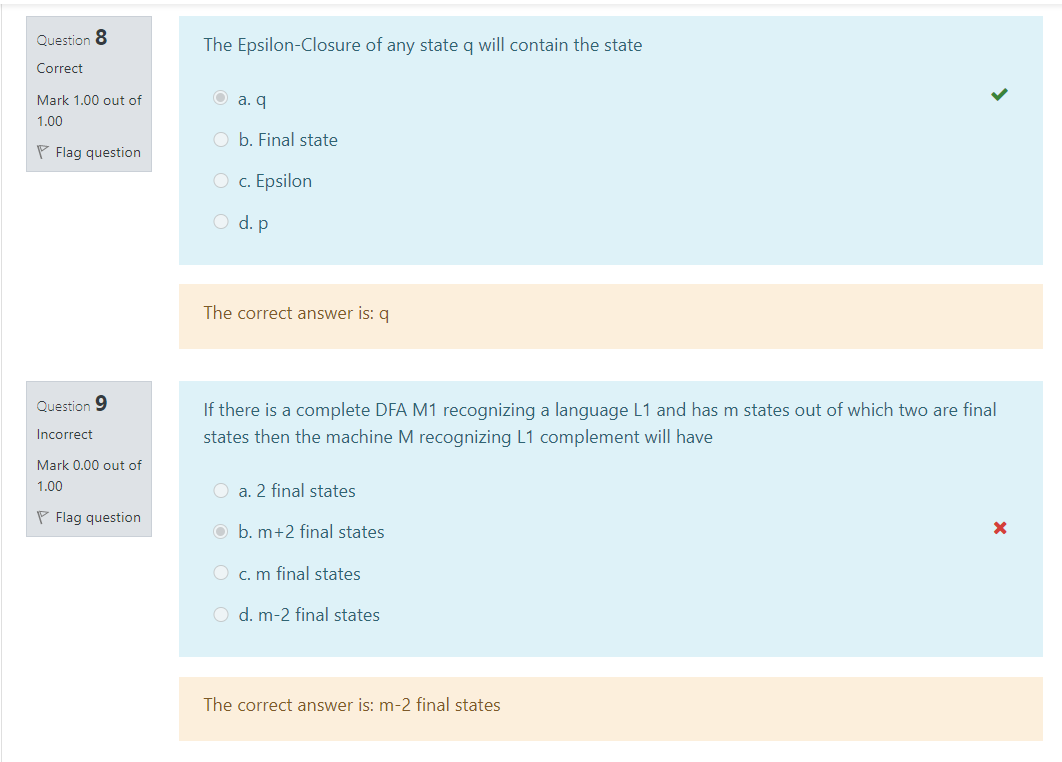 Question 8
Correct
Mark 1.00 out of
1.00
Flag question
The Epsilon-Closure of any state q will contain the state
a. q
b. Final state
c. Epsilon
d. p
The correct answer is: q
Question 9
Incorrect
Mark 0.00 out of
1.00
Flag question
If there is a complete DFA M1 recognizing a language L1 and has m states out of which two are final
states then the machine M recognizing L1 complement will have
a. 2 final states
b. m+2 final states
c. m final states
d. m-2 final states
The correct answer is: m-2 final states